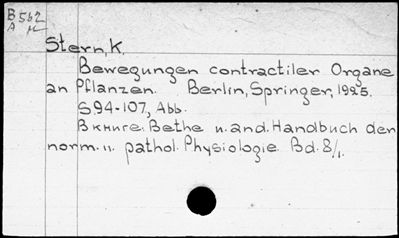 B 562
A µ
Stern, K.
Bewegungen contractiler Organe
an Pflanzen. Berlin, Springer, 1925.
S. 94-107, Abb.
В книге: Bethe u. and. Handbuch der
norm. u. pathol. Physiologie Bd. 8/1.